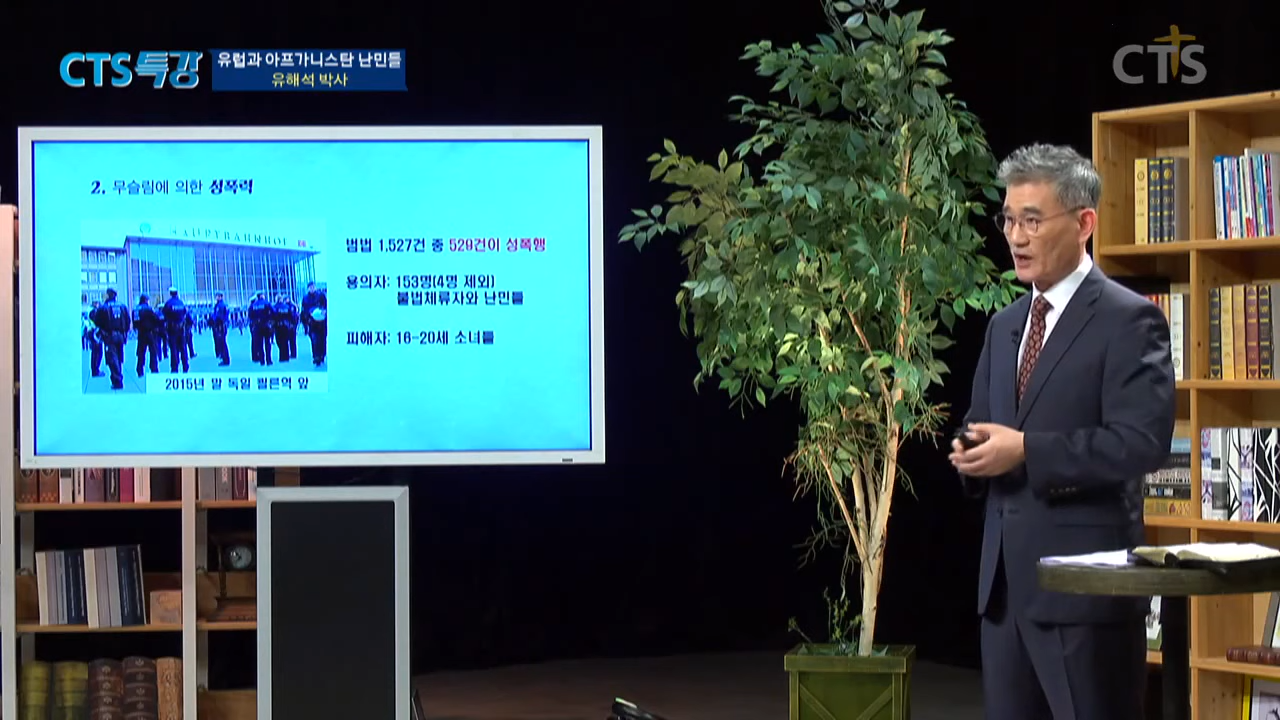 CTS특강
유럽과 아프가니스탄 난민들
유해석 박사
CTS
2. 무슬림에 의한 성폭력
HAUPTBAHNHOF
범법 1,527건 중 529건이 성폭행
용의자: 153명(4명 제외)
불법체류자와 난민들
피해자: 16-20세 소녀들
2015년 말 독일 쾰른역 앞